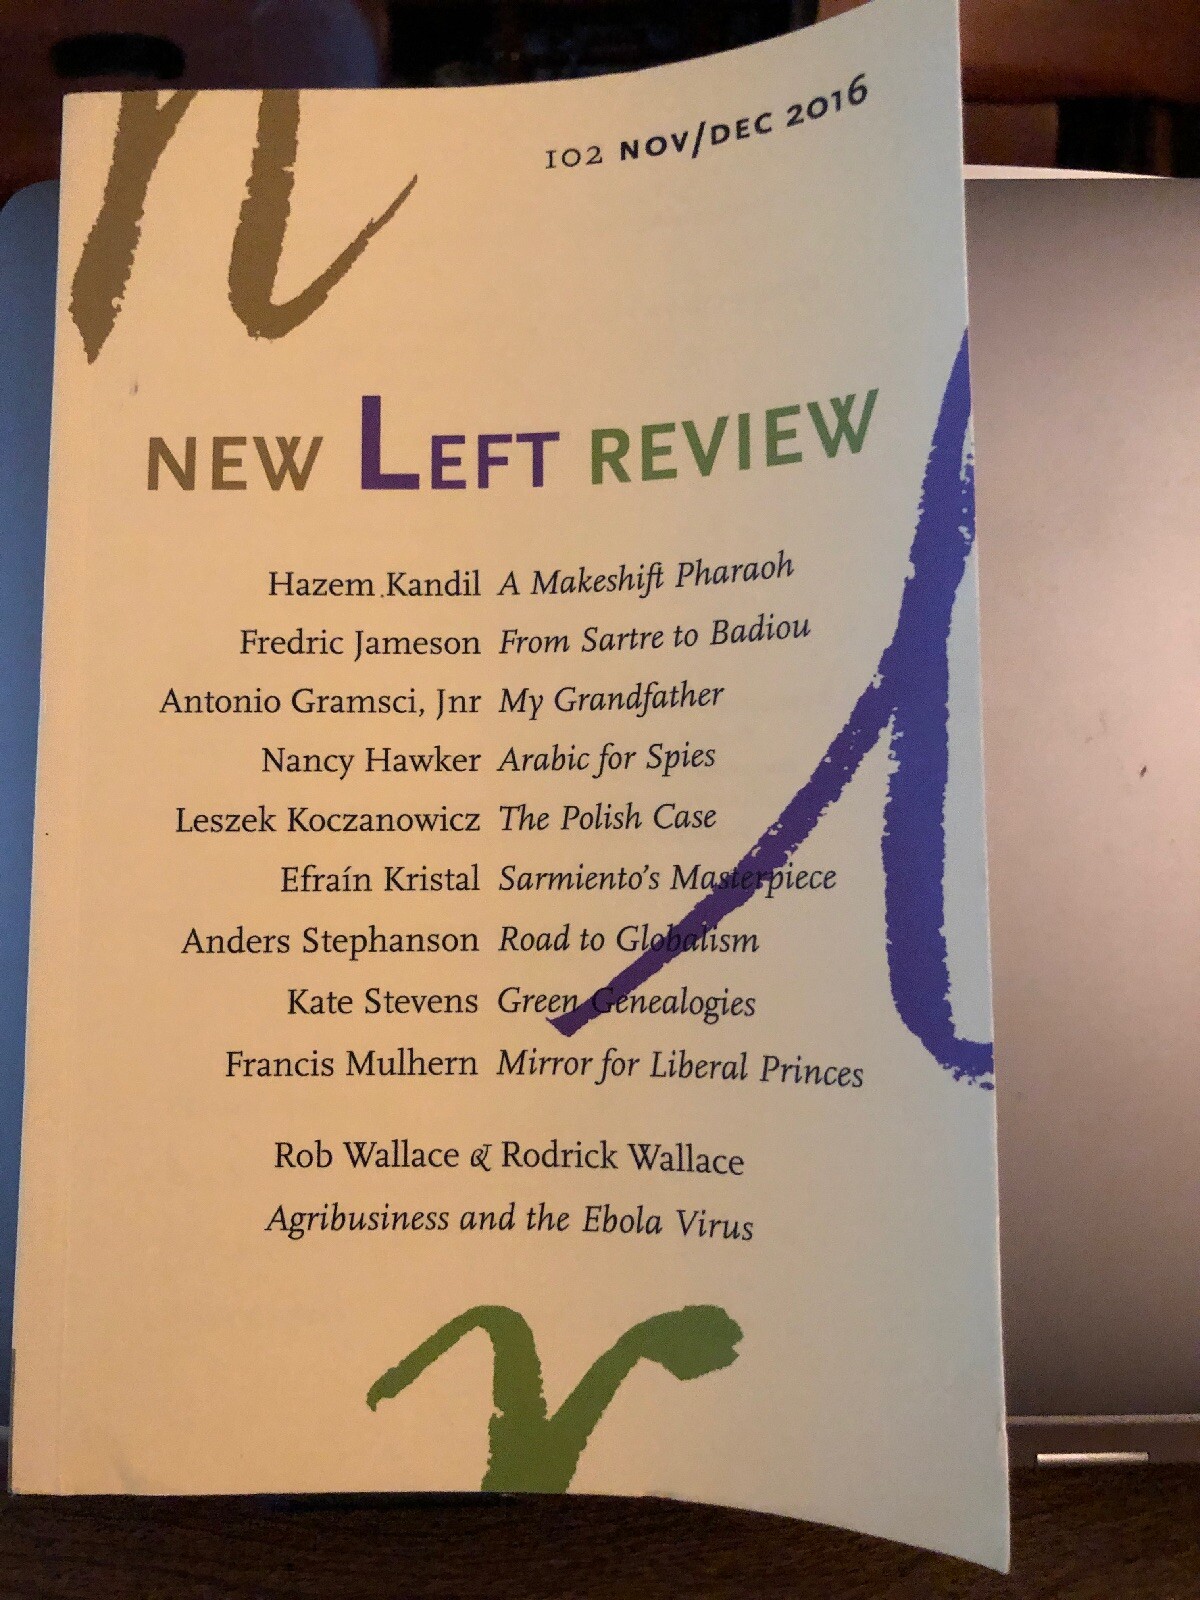 102 NOV/DEC 2016
NEW LEFT REVIEW
Hazem Kandil A Makeshift Pharaoh
Fredric Jameson From Sartre to Badiou
Antonio Gramsci, Jnr My Grandfather
Nancy Hawker Arabic for Spies
Leszek Koczanowicz The Polish Case
Efraín Kristal Sarmiento's Masterpiece
Anders Stephanson Road to Globalism
Kate Stevens Green Genealogies
Francis Mulhern Mirror for Liberal Princes
Rob Wallace & Rodrick Wallace
Agribusiness and the Ebola Virus